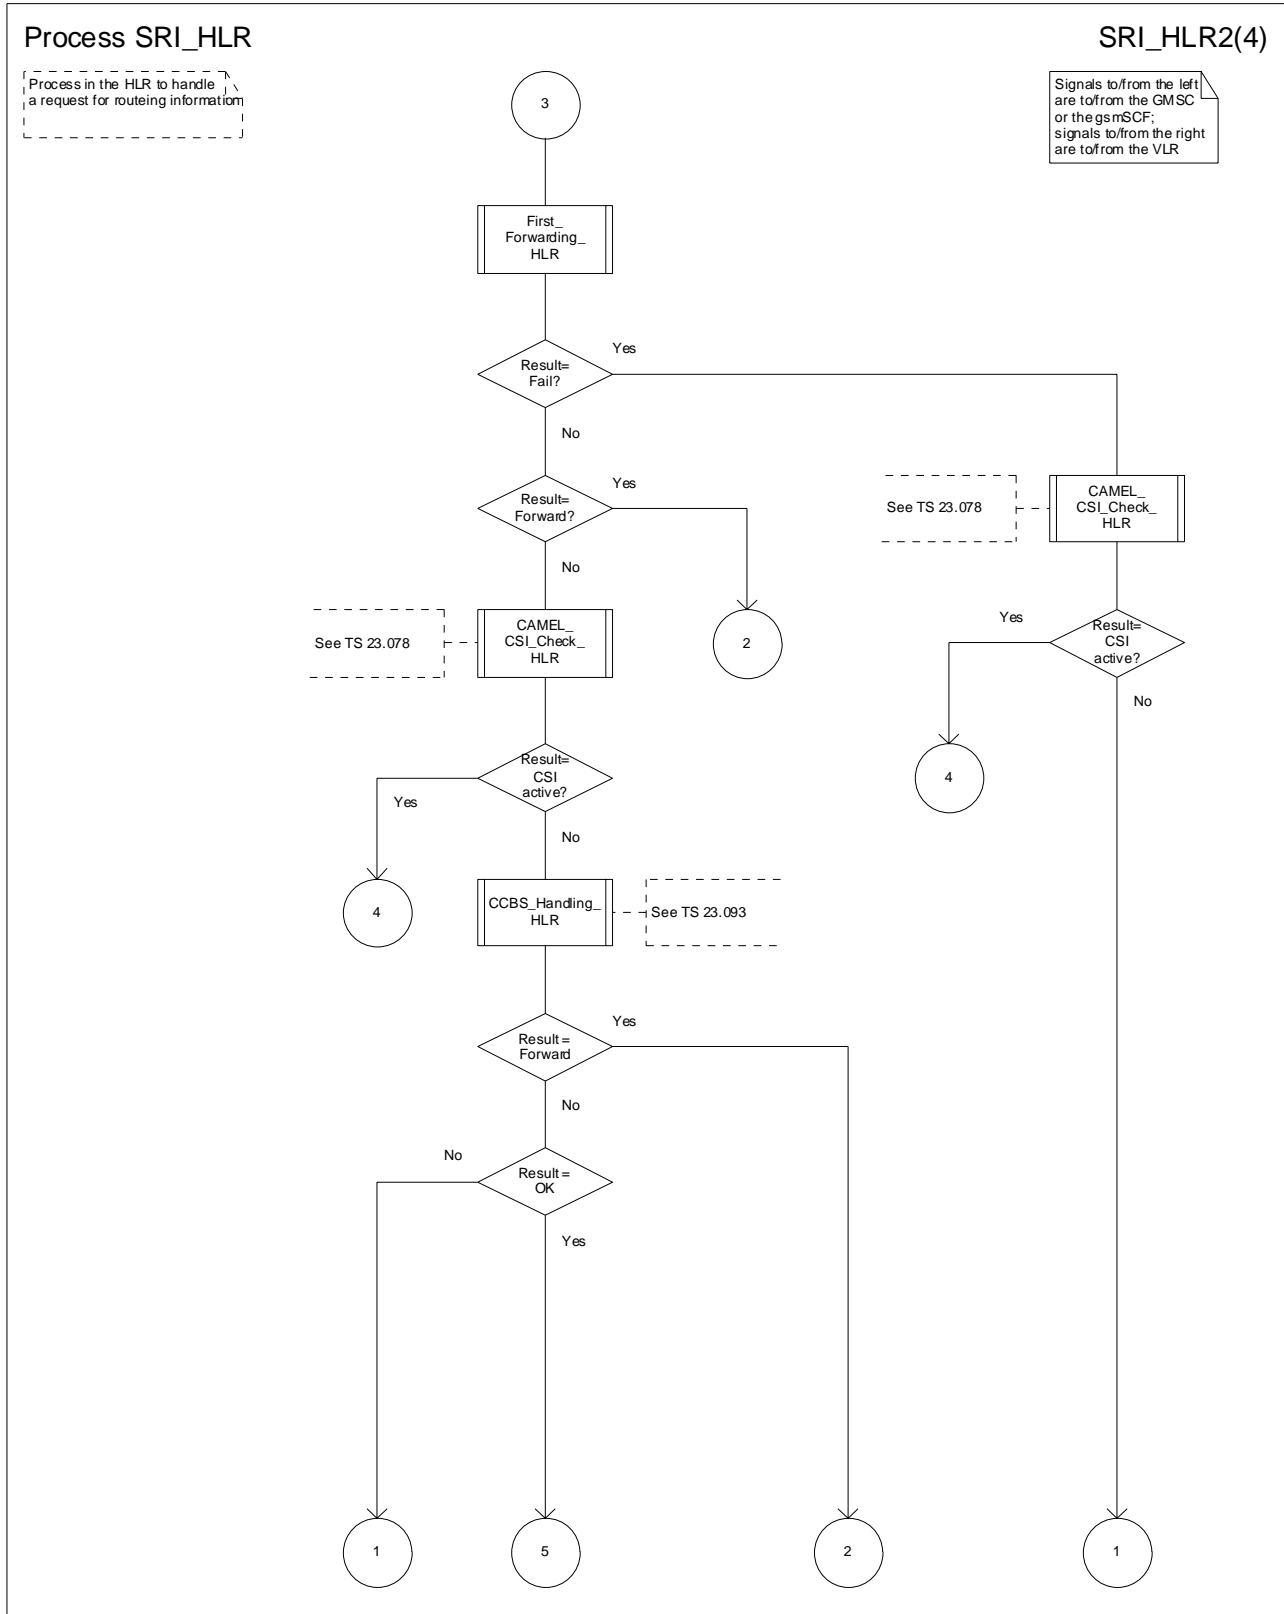 Process SRI_HLR
SRI_HLR2(4)
Process in the HLR to handle
a request for routeing information
Signals to/from the left
are to/from the GMSC
or the gsmSCF;
signals to/from the right
are to/from the VLR
3
First_
Forwarding_
HLR
Result=
Fail?
Yes
No
Result=
Forward?
Yes
No
See TS 23.078
CAMEL_
CSI_Check_
HLR
See TS 23.078
CAMEL_
CSI_Check_
HLR
2
Yes
Result=
CSI
active?
No
Result=
CSI
active?
Yes
No
4
4
CCBS_Handling_
HLR
See TS 23.093
Result=
Forward
Yes
No
No
Result=
OK
Yes
1
5
2
1